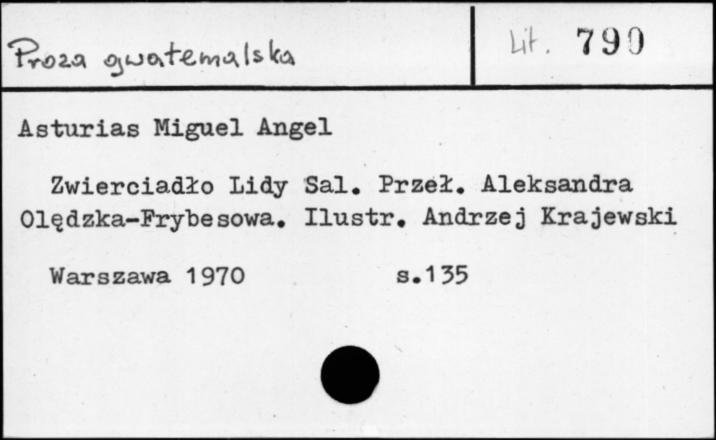 Proza gwatemalska
Lit. 790
Asturias Miguel Angel
Zwierciadło Lidy Sal. Przeł. Aleksandra
Olędzka-Frybesowa. Ilustr. Andrzej Krajewski
Warszawa 1970 s.135